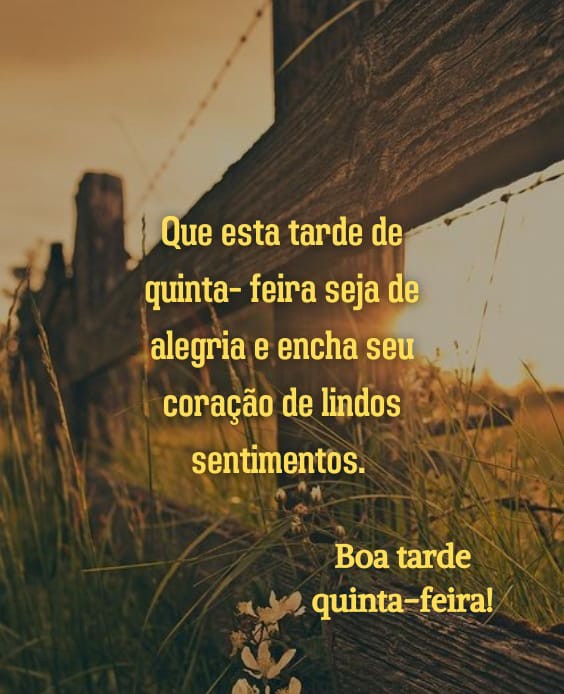 Que esta tarde de
quinta- feira seja de
alegria e encha seu
coração de lindos
sentimentos.
Boa tarde
quinta-feira!